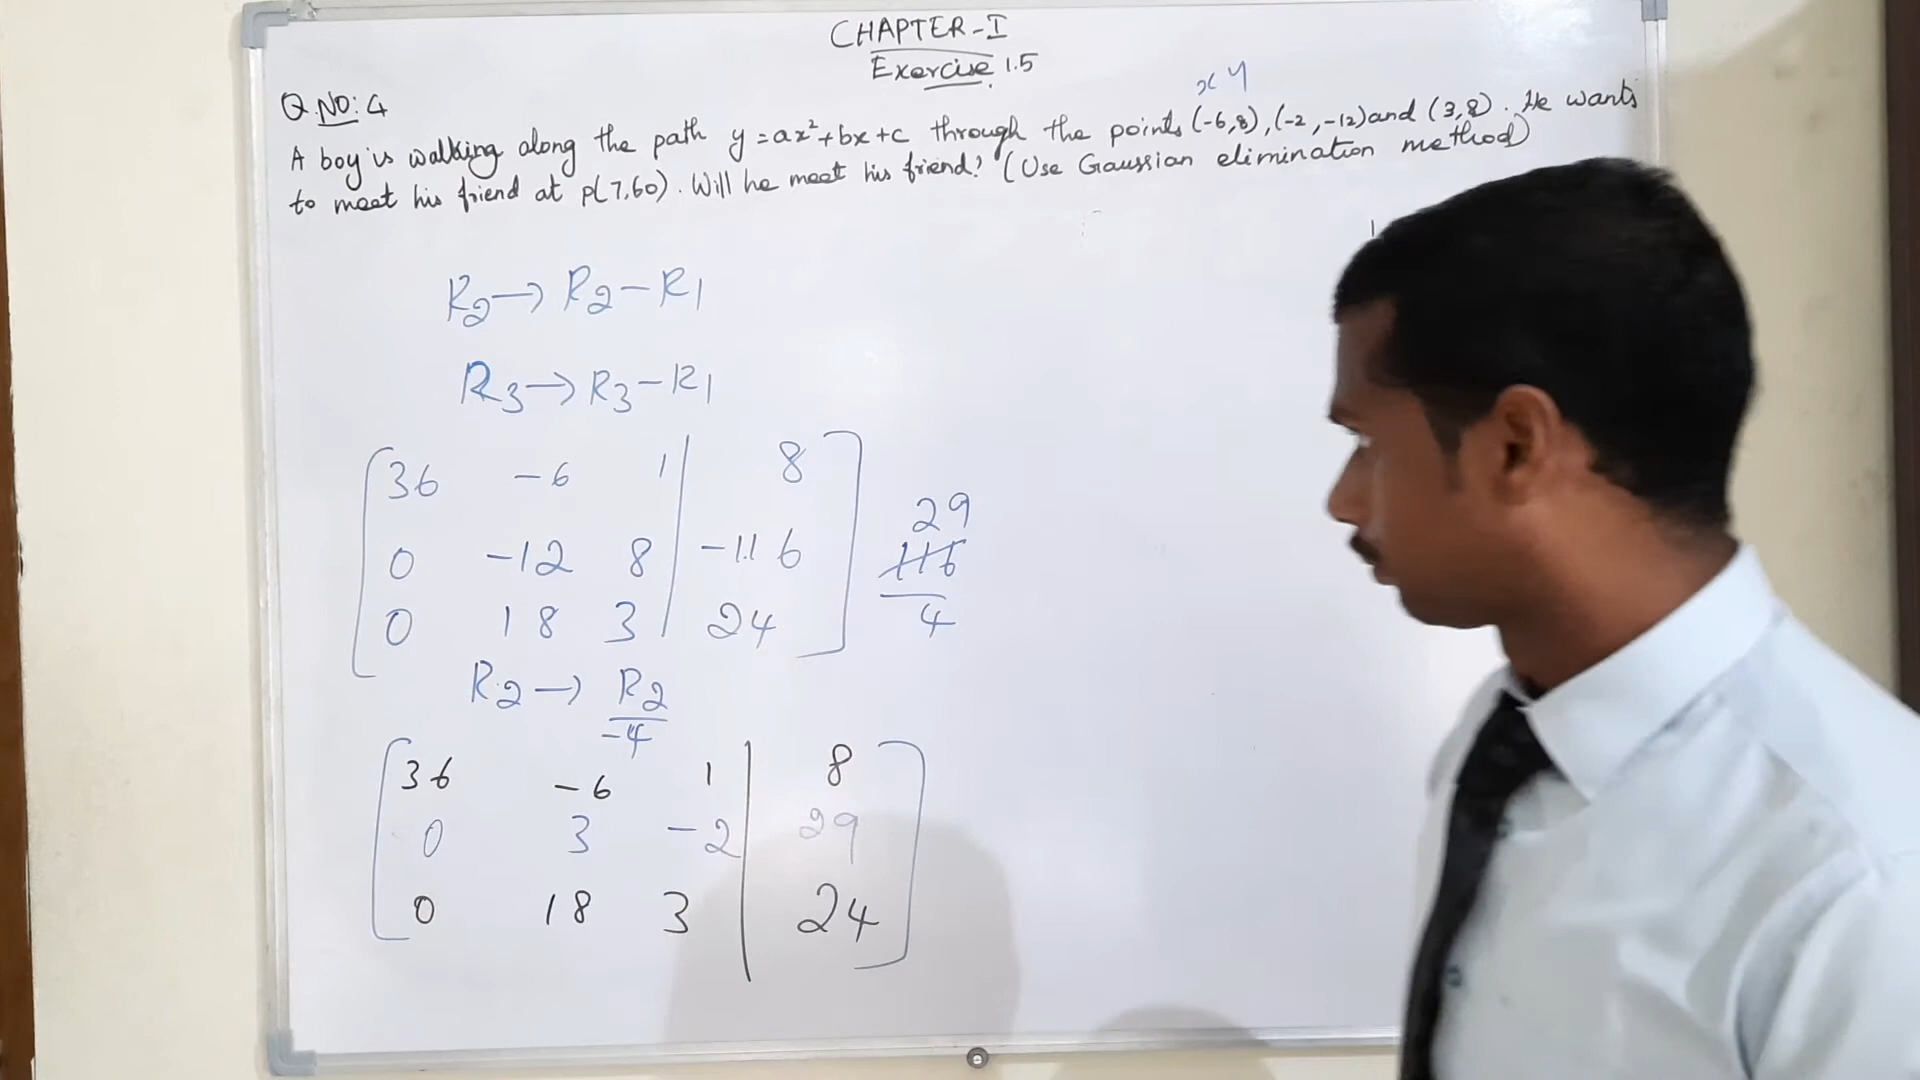 CHAPTER-I
Exercise 1.5
Q.NO: 4
x y
A boy is walking along the path y = ax²+bx+c through the points (-6,8),(-2,-12)and (3,8). He wants
to meet his friend at p(7,60). Will he meet his friend? (Use Gaussian elimination method)
R2→ R2-R1
R3→ R3-R1
36 -6 1 | 8
0 -12 8 | -116
0 18 3 | 24
29
116
4
R2→ R2
-4
36 -6 1 | 8
0 3 -2 | 29
0 18 3 | 24